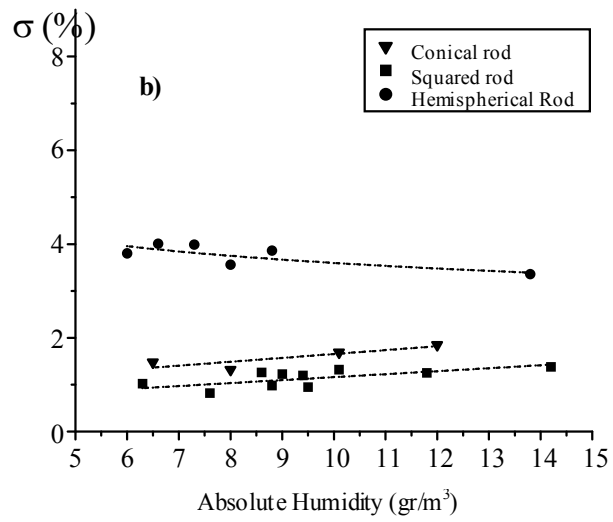 σ (%)
8
6
4
2
0
b)
Conical rod
Squared rod
Hemispherical Rod
5 6 7 8 9 10 11 12 13 14 15
Absolute Humidity (gr/m³)